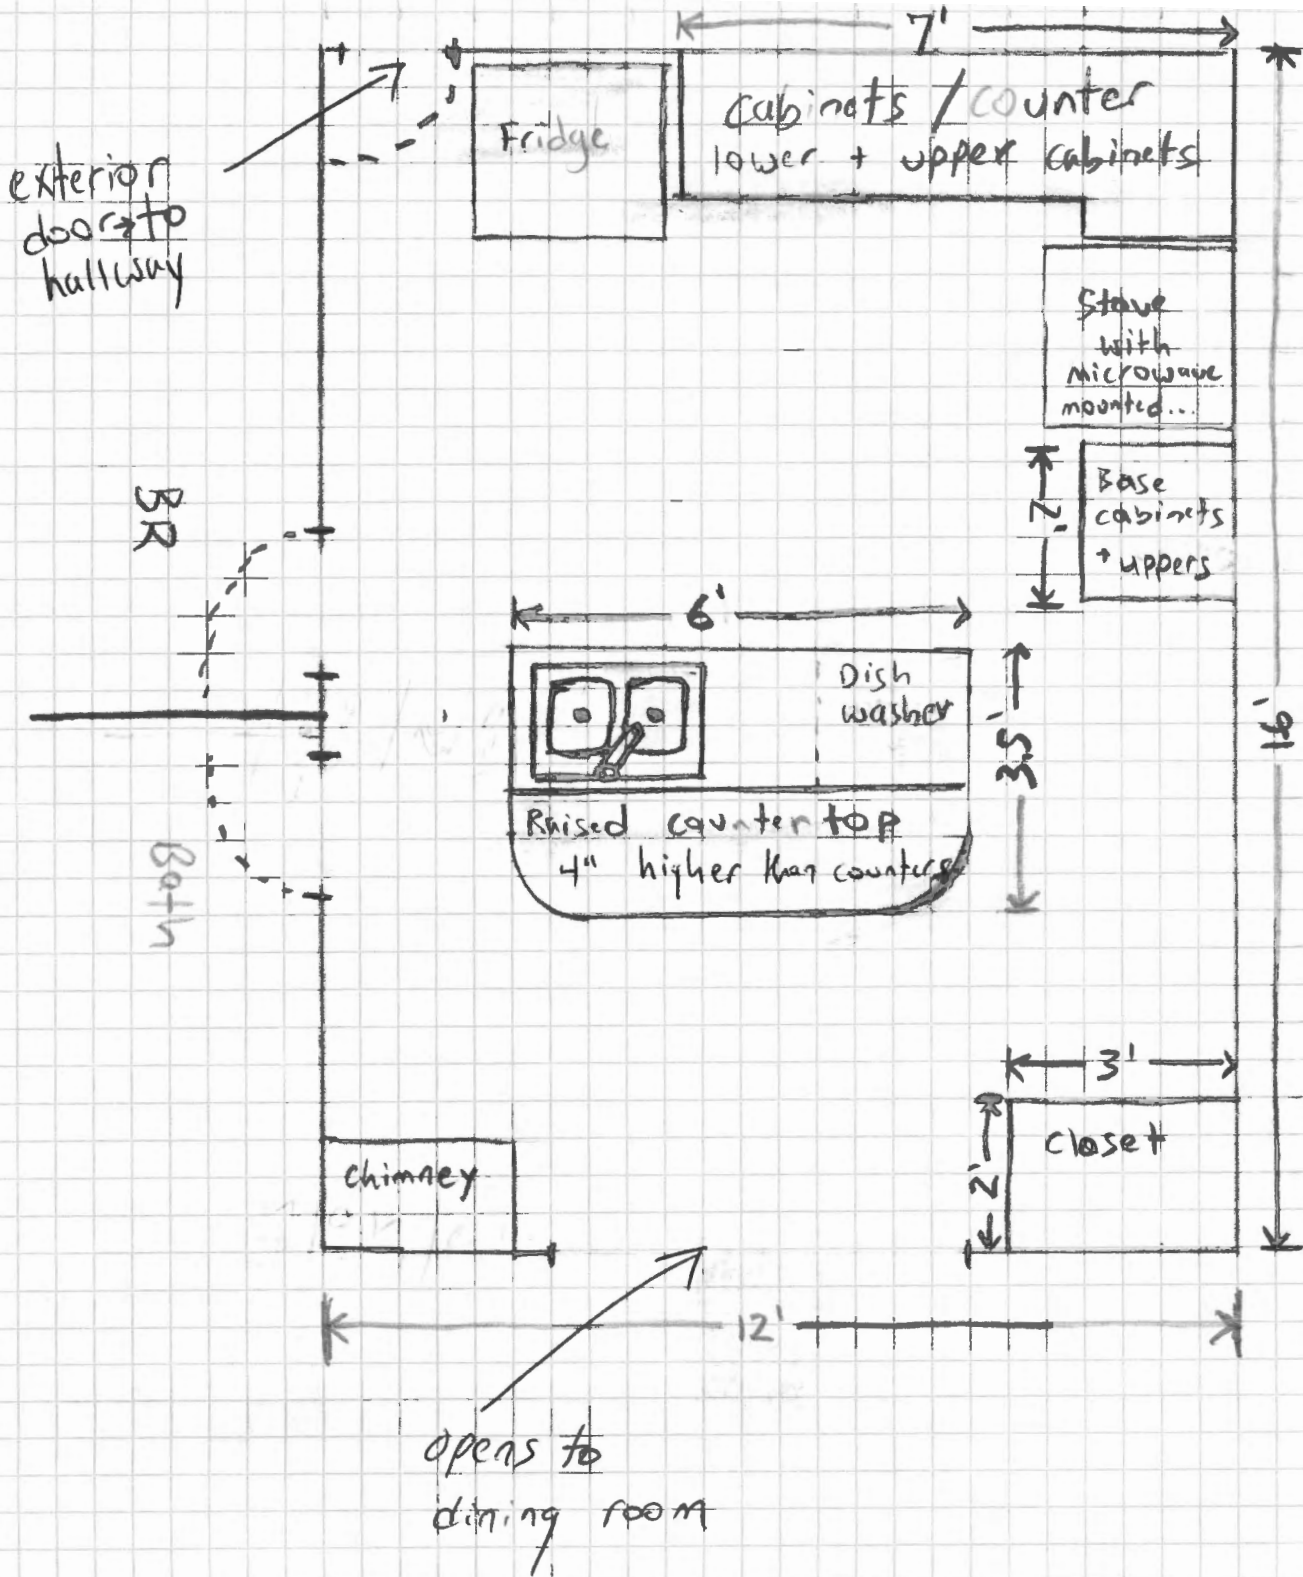 7'
Cabinets / counter
lower + upper cabinets
Fridge
exterior
door→to
hallway
Stove
with
microwave
mounted...
2'
Base
cabinets
+ uppers
BR
6'
Dish
washer
3.5'
16'
Raised counter top
4" higher than counters
Bath
3'
2'
closet
chimney
12'
opens to
dining room